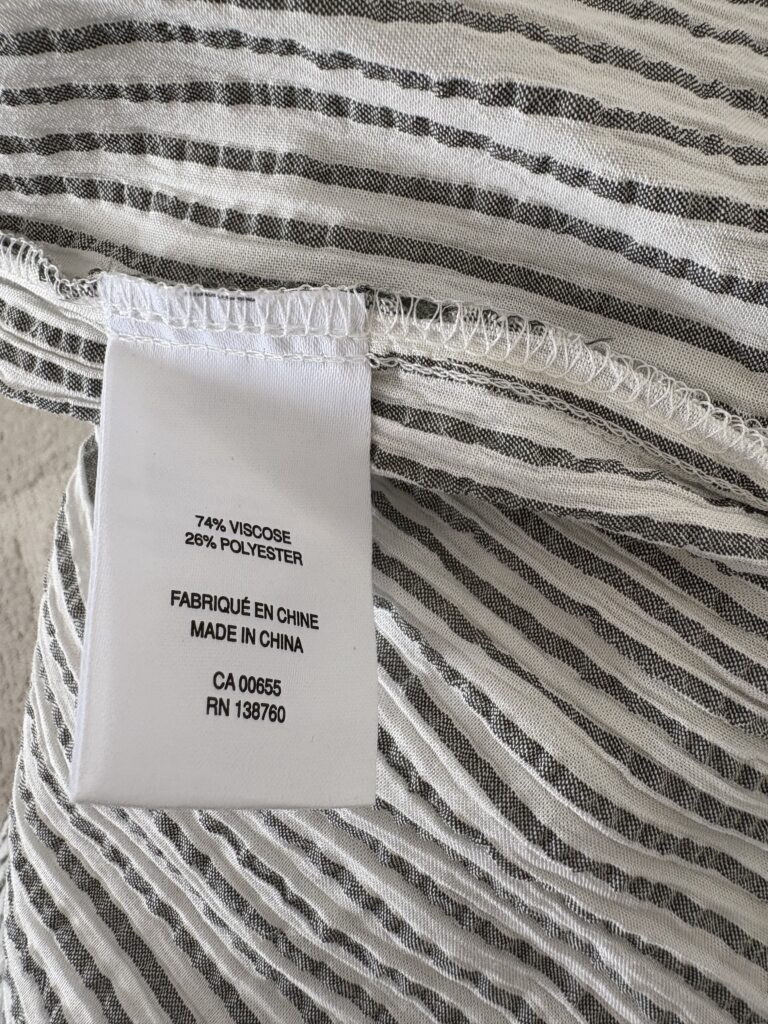 74% VISCOSE
26% POLYESTER
FABRIQUÉ EN CHINE
MADE IN CHINA
CA 00655
RN 138760